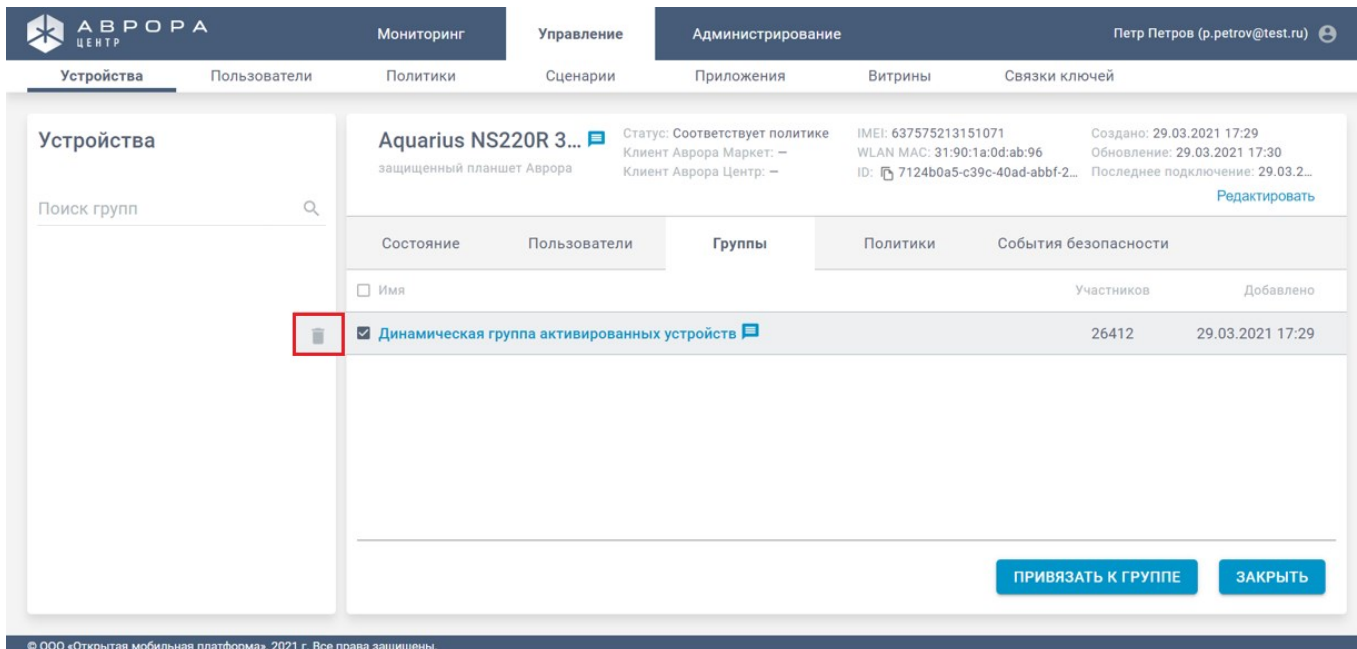 АВРОРА
ЦЕНТР
Мониторинг Управление Администрирование Петр Петров (p.petrov@test.ru)
Устройства Пользователи Политики Сценарии Приложения Витрины Связки ключей
Устройства
Поиск групп
Aquarius NS220R 3...
защищенный планшет Аврора
Статус: Соответствует политике
Клиент Аврора Маркет: —
Клиент Аврора Центр: —
IMEI: 637575213151071
WLAN MAC: 31:90:1a:0d:ab:96
ID: 7124b0a5-c39c-40ad-abbf-2...
Создано: 29.03.2021 17:29
Обновление: 29.03.2021 17:30
Последнее подключение: 29.03.2...
Редактировать
Состояние Пользователи Группы Политики События безопасности
Имя Участников Добавлено
Динамическая группа активированных устройств 26412 29.03.2021 17:29
ПРИВЯЗАТЬ К ГРУППЕ ЗАКРЫТЬ
© ООО «Открытая мобильная платформа», 2021 г. Все права защищены.